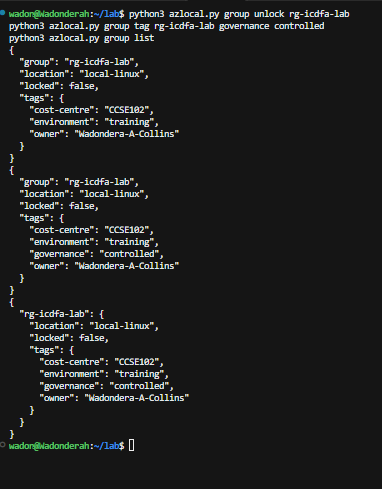 wadon@Wadonderah:~/lab$ python3 azlocal.py group unlock rg-icdfa-lab
python3 azlocal.py group tag rg-icdfa-lab governance controlled
python3 azlocal.py group list
{
  "group": "rg-icdfa-lab",
  "location": "local-linux",
  "locked": false,
  "tags": {
    "cost-centre": "CCSE102",
    "environment": "training",
    "owner": "Wadondera-A-Collins"
  }
}
{
  "group": "rg-icdfa-lab",
  "location": "local-linux",
  "locked": false,
  "tags": {
    "cost-centre": "CCSE102",
    "environment": "training",
    "governance": "controlled",
    "owner": "Wadondera-A-Collins"
  }
}
{
  "rg-icdfa-lab": {
    "location": "local-linux",
    "locked": false,
    "tags": {
      "cost-centre": "CCSE102",
      "environment": "training",
      "governance": "controlled",
      "owner": "Wadondera-A-Collins"
    }
  }
}
wadon@Wadonderah:~/lab$